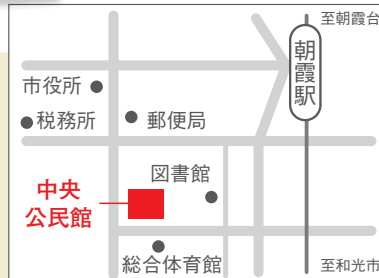 至朝霞台
朝霞駅
市役所
税務所
郵便局
図書館
中央
公民館
総合体育館
至和光市